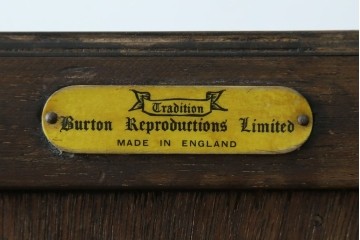 Tradition
Burton Reproductions Limited
MADE IN ENGLAND